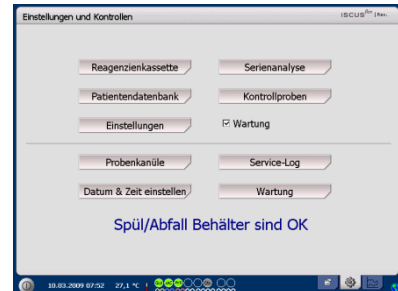 Einstellungen und Kontrollen
ISCUS
Reagenzienkassette
Serienanalyse
Patientendatenbank
Kontrollproben
Einstellungen
Wartung
Probenkanüle
Service-Log
Datum & Zeit einstellen
Wartung
Spül/Abfall Behälter sind OK
10.03.2009 07:52 27,1 °C